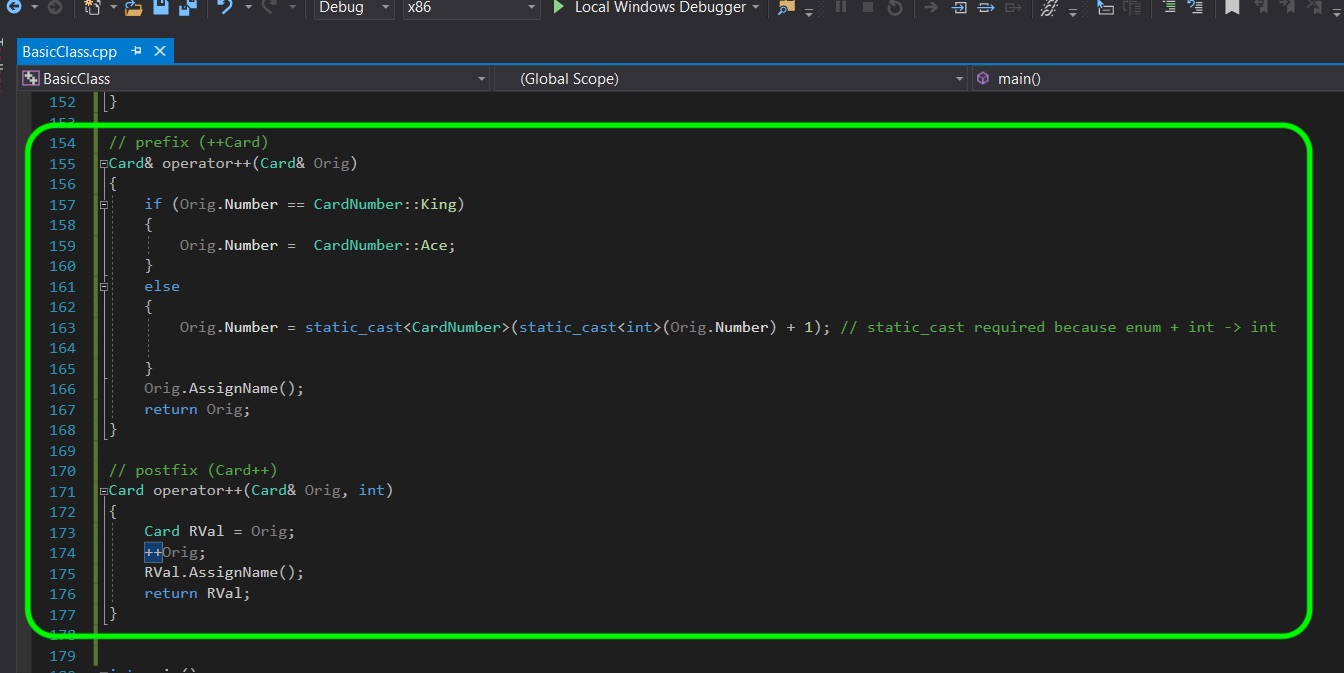 Debug x86 Local Windows Debugger
BasicClass.cpp
BasicClass (Global Scope) main()
152 }
153
154 // prefix (++Card)
155 Card& operator++(Card& Orig)
156 {
157 if (Orig.Number == CardNumber::King)
158 {
159 Orig.Number =  CardNumber::Ace;
160 }
161 else
162 {
163 Orig.Number = static_cast<CardNumber>(static_cast<int>(Orig.Number) + 1); // static_cast required because enum + int -> int
164
165 }
166 Orig.AssignName();
167 return Orig;
168 }
169
170 // postfix (Card++)
171 Card operator++(Card& Orig, int)
172 {
173 Card RVal = Orig;
174 ++Orig;
175 RVal.AssignName();
176 return RVal;
177 }
178
179